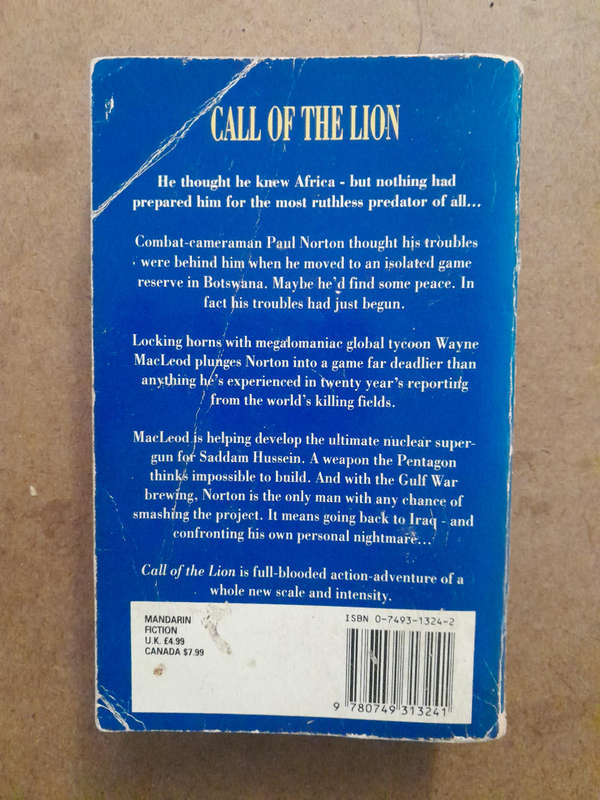 CALL OF THE LION
He thought he knew Africa - but nothing had
prepared him for the most ruthless predator of all...
Combat-cameraman Paul Norton thought his troubles
were behind him when he moved to an isolated game
reserve in Botswana. Maybe he'd find some peace. In
fact his troubles had just begun.
Locking horns with megalomaniac global tycoon Wayne
MacLeod plunges Norton into a game far deadlier than
anything he's experienced in twenty year's reporting
from the world's killing fields.
MacLeod is helping develop the ultimate nuclear super-
gun for Saddam Hussein. A weapon the Pentagon
thinks impossible to build. And with the Gulf War
brewing, Norton is the only man with any chance of
smashing the project. It means going back to Iraq - and
confronting his own personal nightmare...
Call of the Lion is full-blooded action-adventure of a
whole new scale and intensity.
MANDARIN
FICTION
U.K. £4.99
CANADA $7.99
ISBN 0-7493-1324-2
9 780749 313241